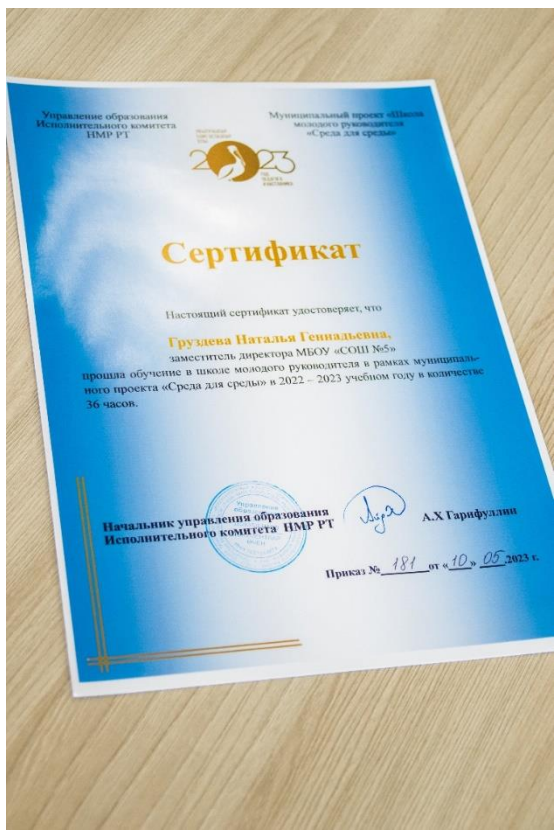 Управление образования
Исполнительного комитета
НМР РТ
Муниципальный проект «Школа
молодого руководителя
«Среда для среды»
2023
ГОД
ПЕДАГОГА
И НАСТАВНИКА
Сертификат
Настоящий сертификат удостоверяет, что
Груздева Наталья Геннадьевна,
заместитель директора МБОУ «СОШ №5»
прошла обучение в школе молодого руководителя в рамках муниципаль-
ного проекта «Среда для среды» в 2022 – 2023 учебном году в количестве
36 часов.
Начальник управления образования
Исполнительного комитета НМР РТ
А.Х Гарифуллин
Приказ № 181 от «10» 05.2023 г.